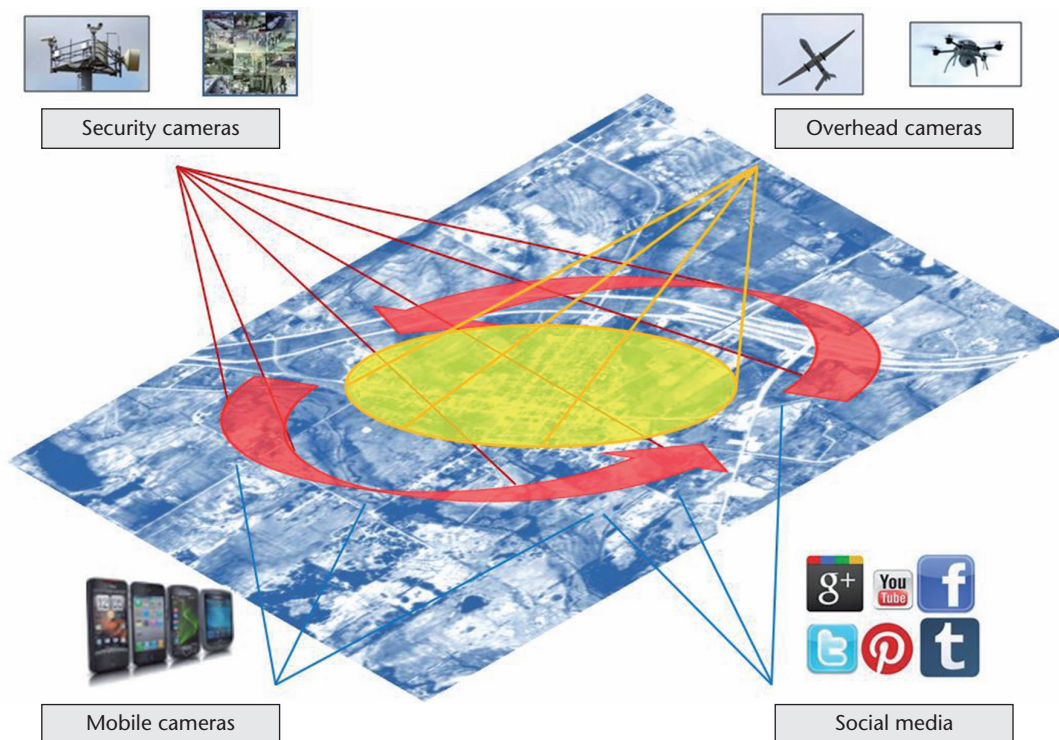 Security cameras
Overhead cameras
g+
You
Tube
f
t
t
Mobile cameras
Social media